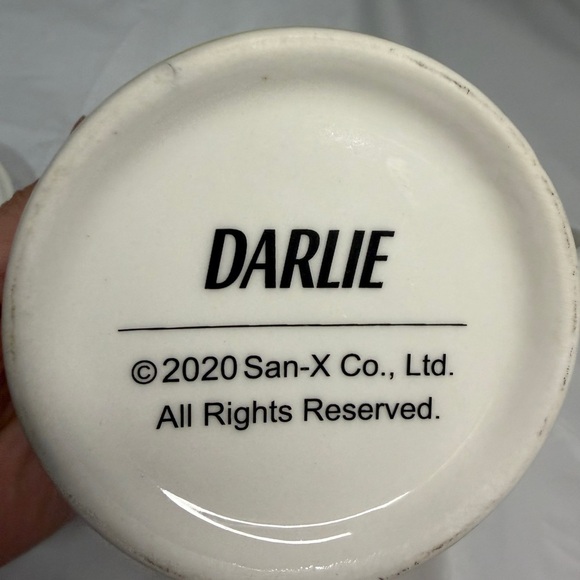 DARLIE
©2020 San-X Co., Ltd.
All Rights Reserved.